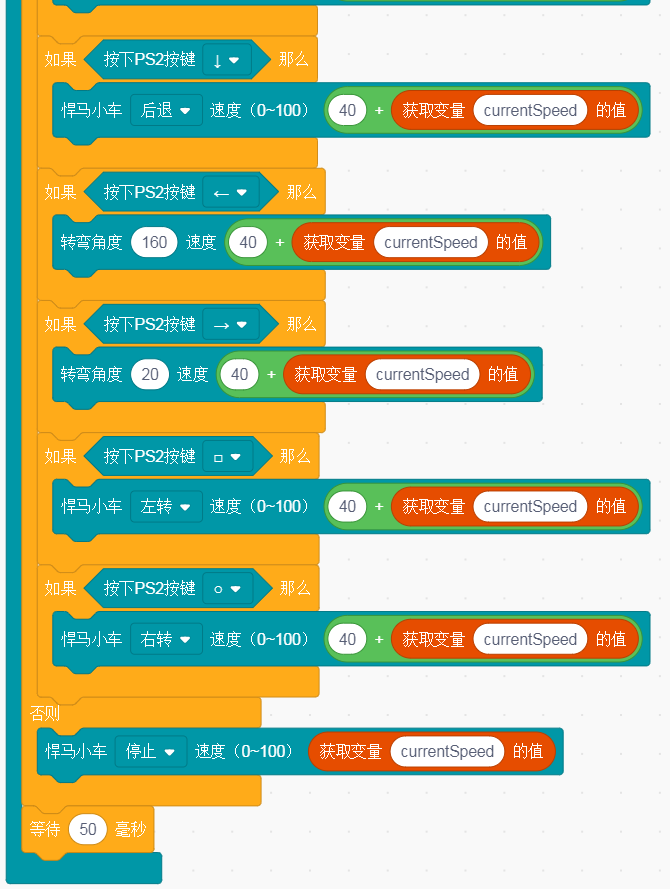 如果 按下PS2按键 ↓ 那么
悍马小车 后退 速度（0~100） 40 + 获取变量 currentSpeed 的值
如果 按下PS2按键 ← 那么
转弯角度 160 速度 40 + 获取变量 currentSpeed 的值
如果 按下PS2按键 → 那么
转弯角度 20 速度 40 + 获取变量 currentSpeed 的值
如果 按下PS2按键 □ 那么
悍马小车 左转 速度（0~100） 40 + 获取变量 currentSpeed 的值
如果 按下PS2按键 ○ 那么
悍马小车 右转 速度（0~100） 40 + 获取变量 currentSpeed 的值
否则
悍马小车 停止 速度（0~100） 获取变量 currentSpeed 的值
等待 50 毫秒